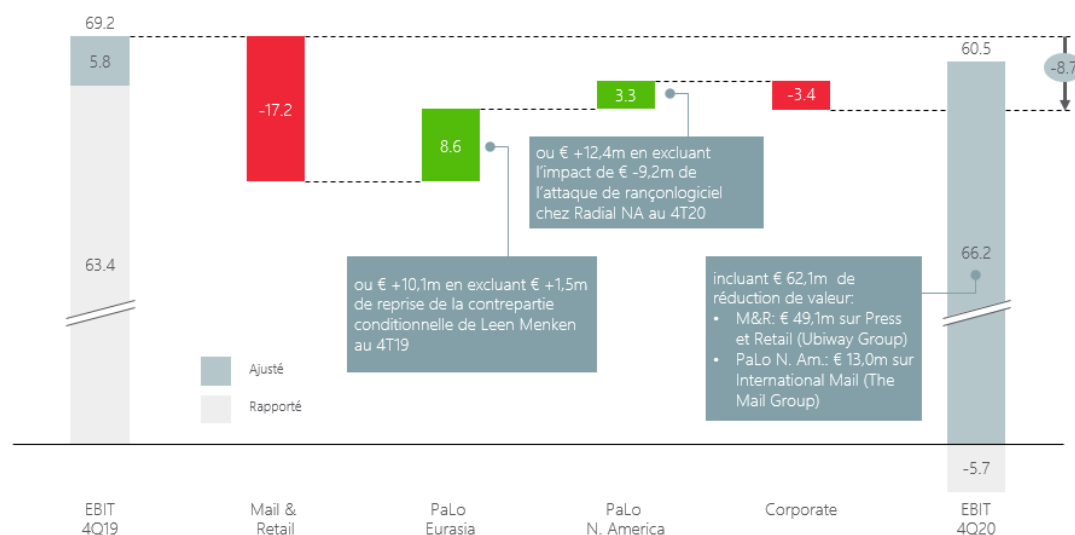 69.2
5.8
63.4
-17.2
8.6
3.3
-3.4
60.5
-8.7
66.2
-5.7
ou € +12,4m en excluant
l'impact de € -9,2m de
l'attaque de rançonlogiciel
chez Radial NA au 4T20
ou € +10,1m en excluant € +1,5m
de reprise de la contrepartie
conditionnelle de Leen Menken
au 4T19
incluant € 62,1m de
réduction de valeur:
• M&R: € 49,1m sur Press
et Retail (Ubiway Group)
• PaLo N. Am.: € 13,0m sur
International Mail (The
Mail Group)
Ajusté
Rapporté
EBIT
4Q19
Mail &
Retail
PaLo
Eurasia
PaLo
N. America
Corporate
EBIT
4Q20